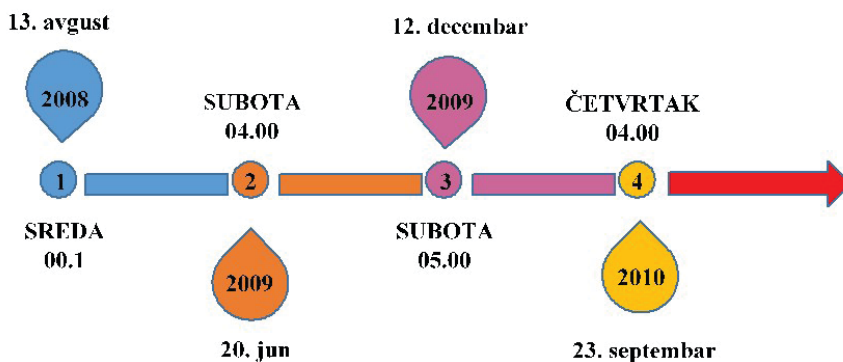 13. avgust
12. decembar
2008
SUBOTA
04.00
2009
ČETVRTAK
04.00
1
2
3
4
SREDA
00.1
2009
SUBOTA
05.00
2010
20. jun
23. septembar